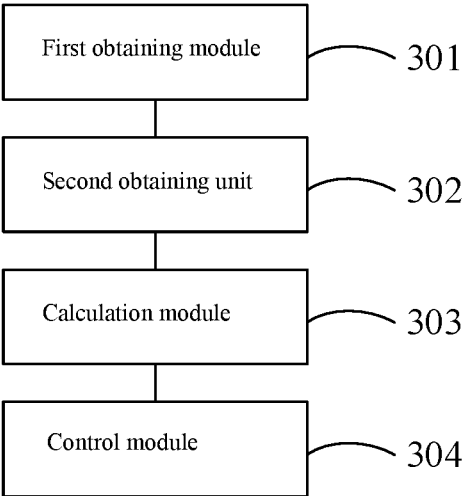 First obtaining module
301
Second obtaining unit
302
Calculation module
303
Control module
304